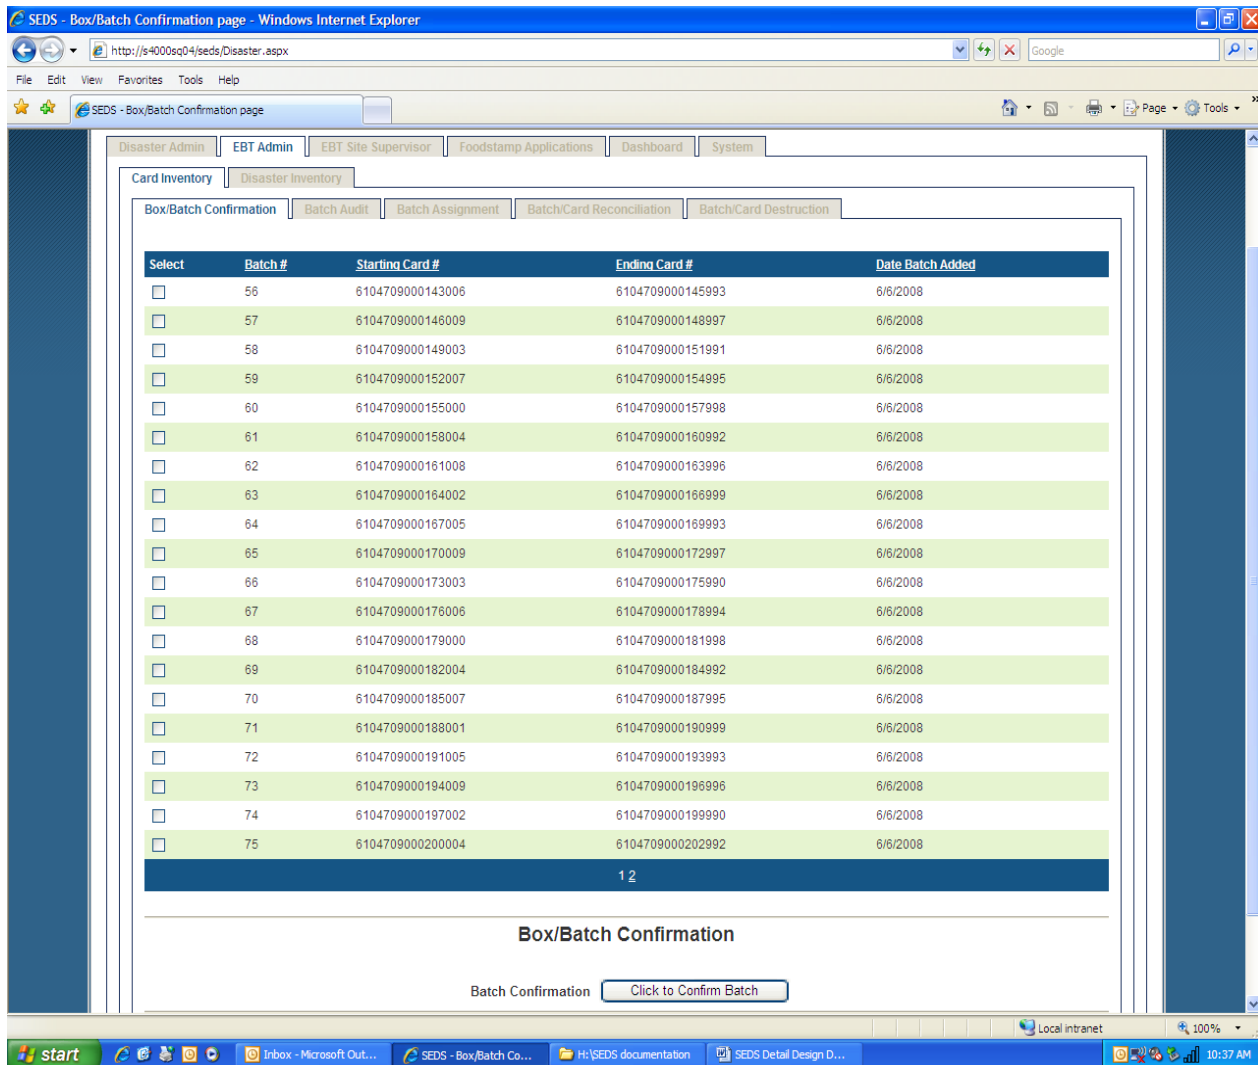 SEDS - Box/Batch Confirmation page - Windows Internet Explorer
http://s4000sq04/seds/Disaster.aspx
Google
File Edit View Favorites Tools Help
SEDS - Box/Batch Confirmation page
Page Tools
Disaster Admin EBT Admin EBT Site Supervisor Foodstamp Applications Dashboard System
Card Inventory Disaster Inventory
Box/Batch Confirmation Batch Audit Batch Assignment Batch/Card Reconciliation Batch/Card Destruction
Select Batch # Starting Card # Ending Card # Date Batch Added
56 6104709000143006 6104709000145993 6/6/2008
57 6104709000146009 6104709000148997 6/6/2008
58 6104709000149003 6104709000151991 6/6/2008
59 6104709000152007 6104709000154995 6/6/2008
60 6104709000155000 6104709000157998 6/6/2008
61 6104709000158004 6104709000160992 6/6/2008
62 6104709000161008 6104709000163996 6/6/2008
63 6104709000164002 6104709000166999 6/6/2008
64 6104709000167005 6104709000169993 6/6/2008
65 6104709000170009 6104709000172997 6/6/2008
66 6104709000173003 6104709000175990 6/6/2008
67 6104709000176006 6104709000178994 6/6/2008
68 6104709000179000 6104709000181998 6/6/2008
69 6104709000182004 6104709000184992 6/6/2008
70 6104709000185007 6104709000187995 6/6/2008
71 6104709000188001 6104709000190999 6/6/2008
72 6104709000191005 6104709000193993 6/6/2008
73 6104709000194009 6104709000196996 6/6/2008
74 6104709000197002 6104709000199990 6/6/2008
75 6104709000200004 6104709000202992 6/6/2008
1 2
Box/Batch Confirmation
Batch Confirmation Click to Confirm Batch
Local intranet 100%
start Inbox - Microsoft Out... SEDS - Box/Batch Co... H:\SEDS documentation SEDS Detail Design D... 10:37 AM